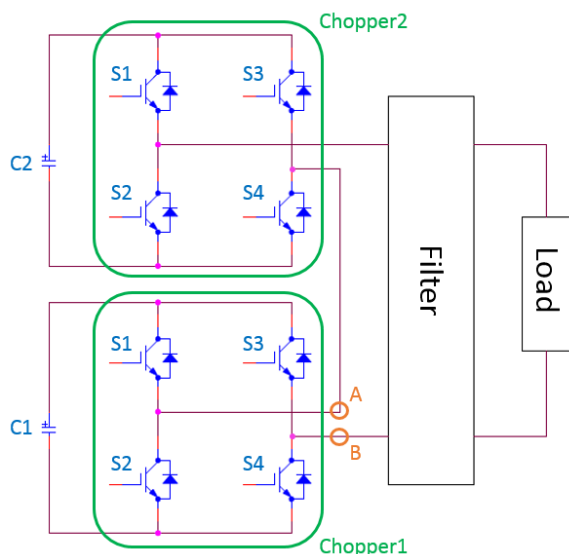 Chopper2
S1
S3
C2
S2
S4
Filter
Load
S1
S3
A
C1
B
S2
S4
Chopper1